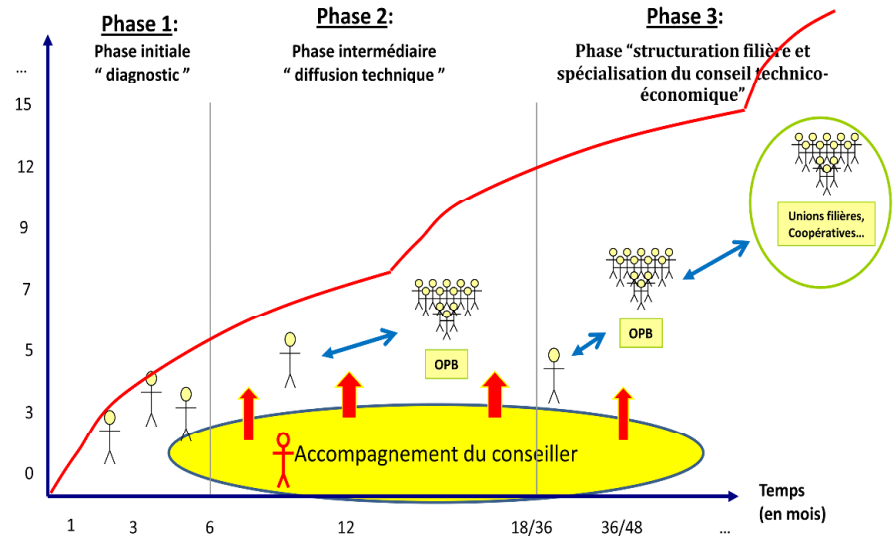 Phase 1:
Phase initiale
“ diagnostic ”
Phase 2:
Phase intermédiaire
“ diffusion technique ”
Phase 3:
Phase “structuration filière et
spécialisation du conseil technico-
économique”
...
15
12
9
7
5
3
0
Unions filières,
Coopératives...
OPB
OPB
Accompagnement du conseiller
Temps
(en mois)
1
3
6
12
18/36
36/48
...